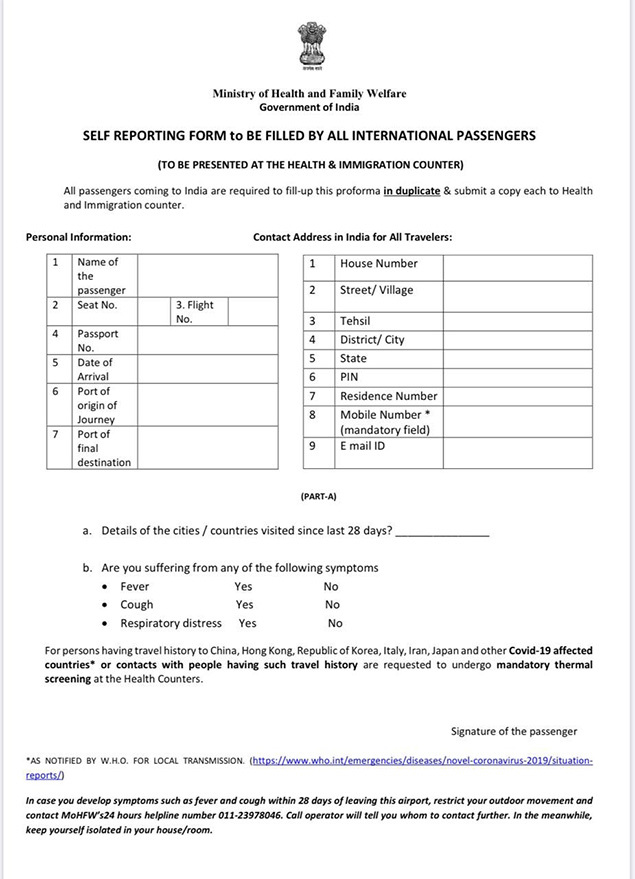 Ministry of Health and Family Welfare
Government of India
SELF REPORTING FORM to BE FILLED BY ALL INTERNATIONAL PASSENGERS
(TO BE PRESENTED AT THE HEALTH & IMMIGRATION COUNTER)
All passengers coming to India are required to fill-up this proforma in duplicate & submit a copy each to Health
and Immigration counter.
Personal Information:
1 Name of
the
passenger
2 Seat No. 3. Flight
No.
4 Passport
No.
5 Date of
Arrival
6 Port of
origin of
Journey
7 Port of
final
destination
Contact Address in India for All Travelers:
1 House Number
2 Street/ Village
3 Tehsil
4 District/ City
5 State
6 PIN
7 Residence Number
8 Mobile Number *
(mandatory field)
9 E mail ID
(PART-A)
a. Details of the cities / countries visited since last 28 days? _______________
b. Are you suffering from any of the following symptoms
• Fever Yes No
• Cough Yes No
• Respiratory distress Yes No
For persons having travel history to China, Hong Kong, Republic of Korea, Italy, Iran, Japan and other Covid-19 affected
countries* or contacts with people having such travel history are requested to undergo mandatory thermal
screening at the Health Counters.
Signature of the passenger
*AS NOTIFIED BY W.H.O. FOR LOCAL TRANSMISSION. (https://www.who.int/emergencies/diseases/novel-coronavirus-2019/situation-
reports/)
In case you develop symptoms such as fever and cough within 28 days of leaving this airport, restrict your outdoor movement and
contact MoHFW's24 hours helpline number 011-23978046. Call operator will tell you whom to contact further. In the meanwhile,
keep yourself isolated in your house/room.